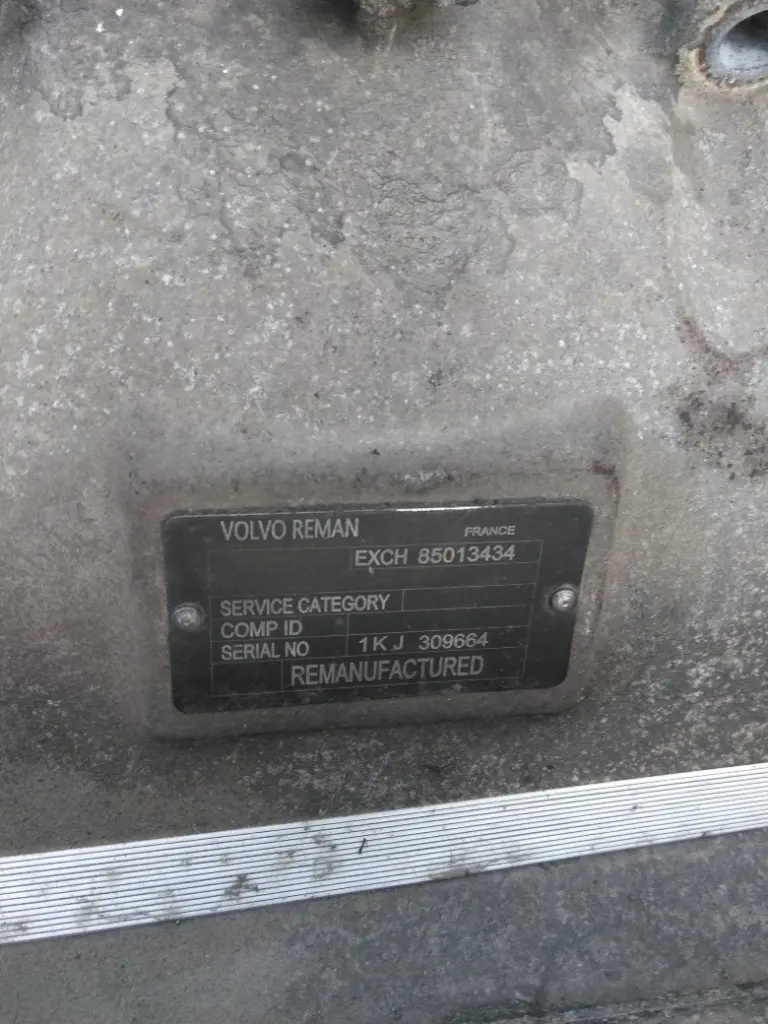 VOLVO REMAN FRANCE
EXCH 85013434
SERVICE CATEGORY
COMP ID
SERIAL NO 1KJ 309664
REMANUFACTURED